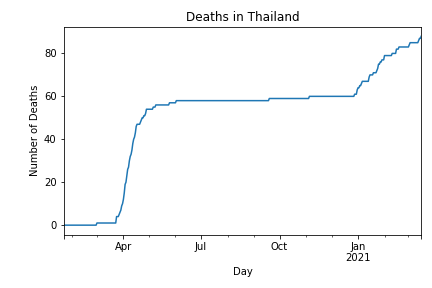 Deaths in Thailand
Number of Deaths
80
60
40
20
0
Apr
Jul
Oct
Jan
2021
Day